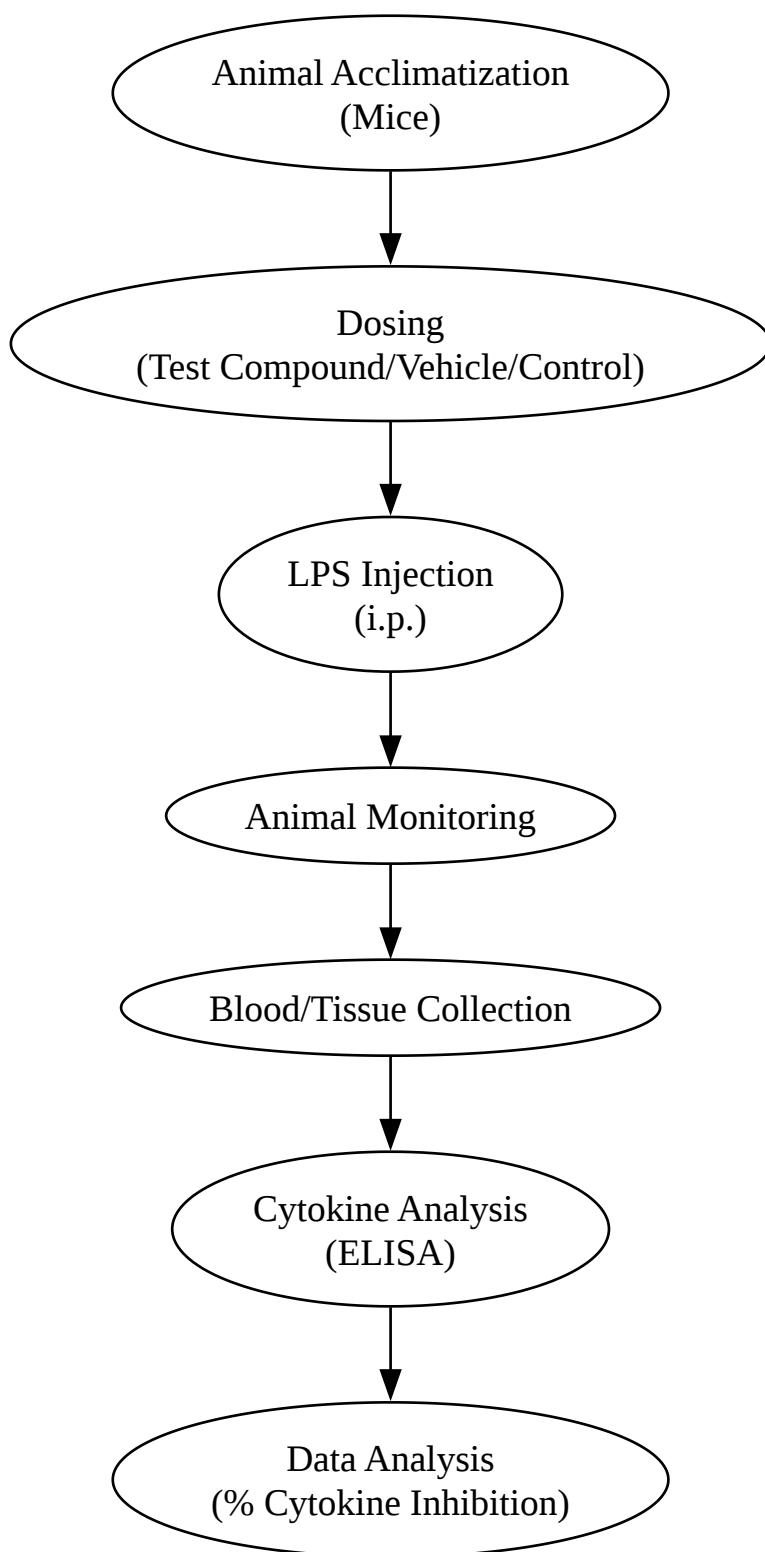 Animal Acclimatization
(Mice)
Dosing
(Test Compound/Vehicle/Control)
LPS Injection
(i.p.)
Animal Monitoring
Blood/Tissue Collection
Cytokine Analysis
(ELISA)
Data Analysis
(% Cytokine Inhibition)